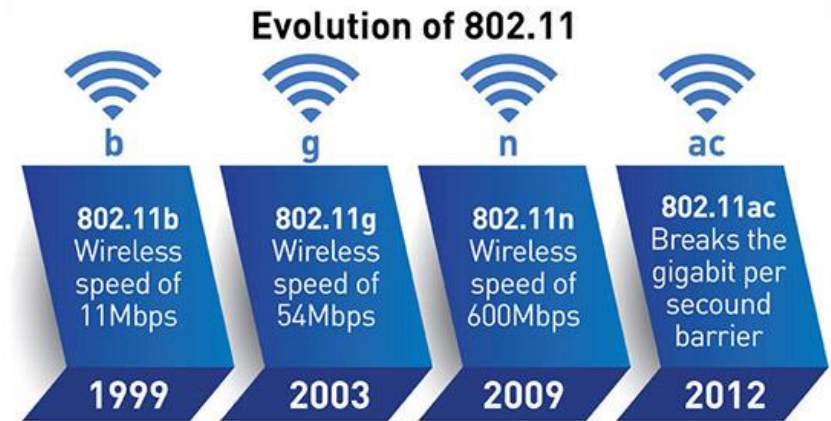 Evolution of 802.11
b
g
n
ac
802.11b
Wireless
speed of
11Mbps
802.11g
Wireless
speed of
54Mbps
802.11n
Wireless
speed of
600Mbps
802.11ac
Breaks the
gigabit per
secound
barrier
1999
2003
2009
2012